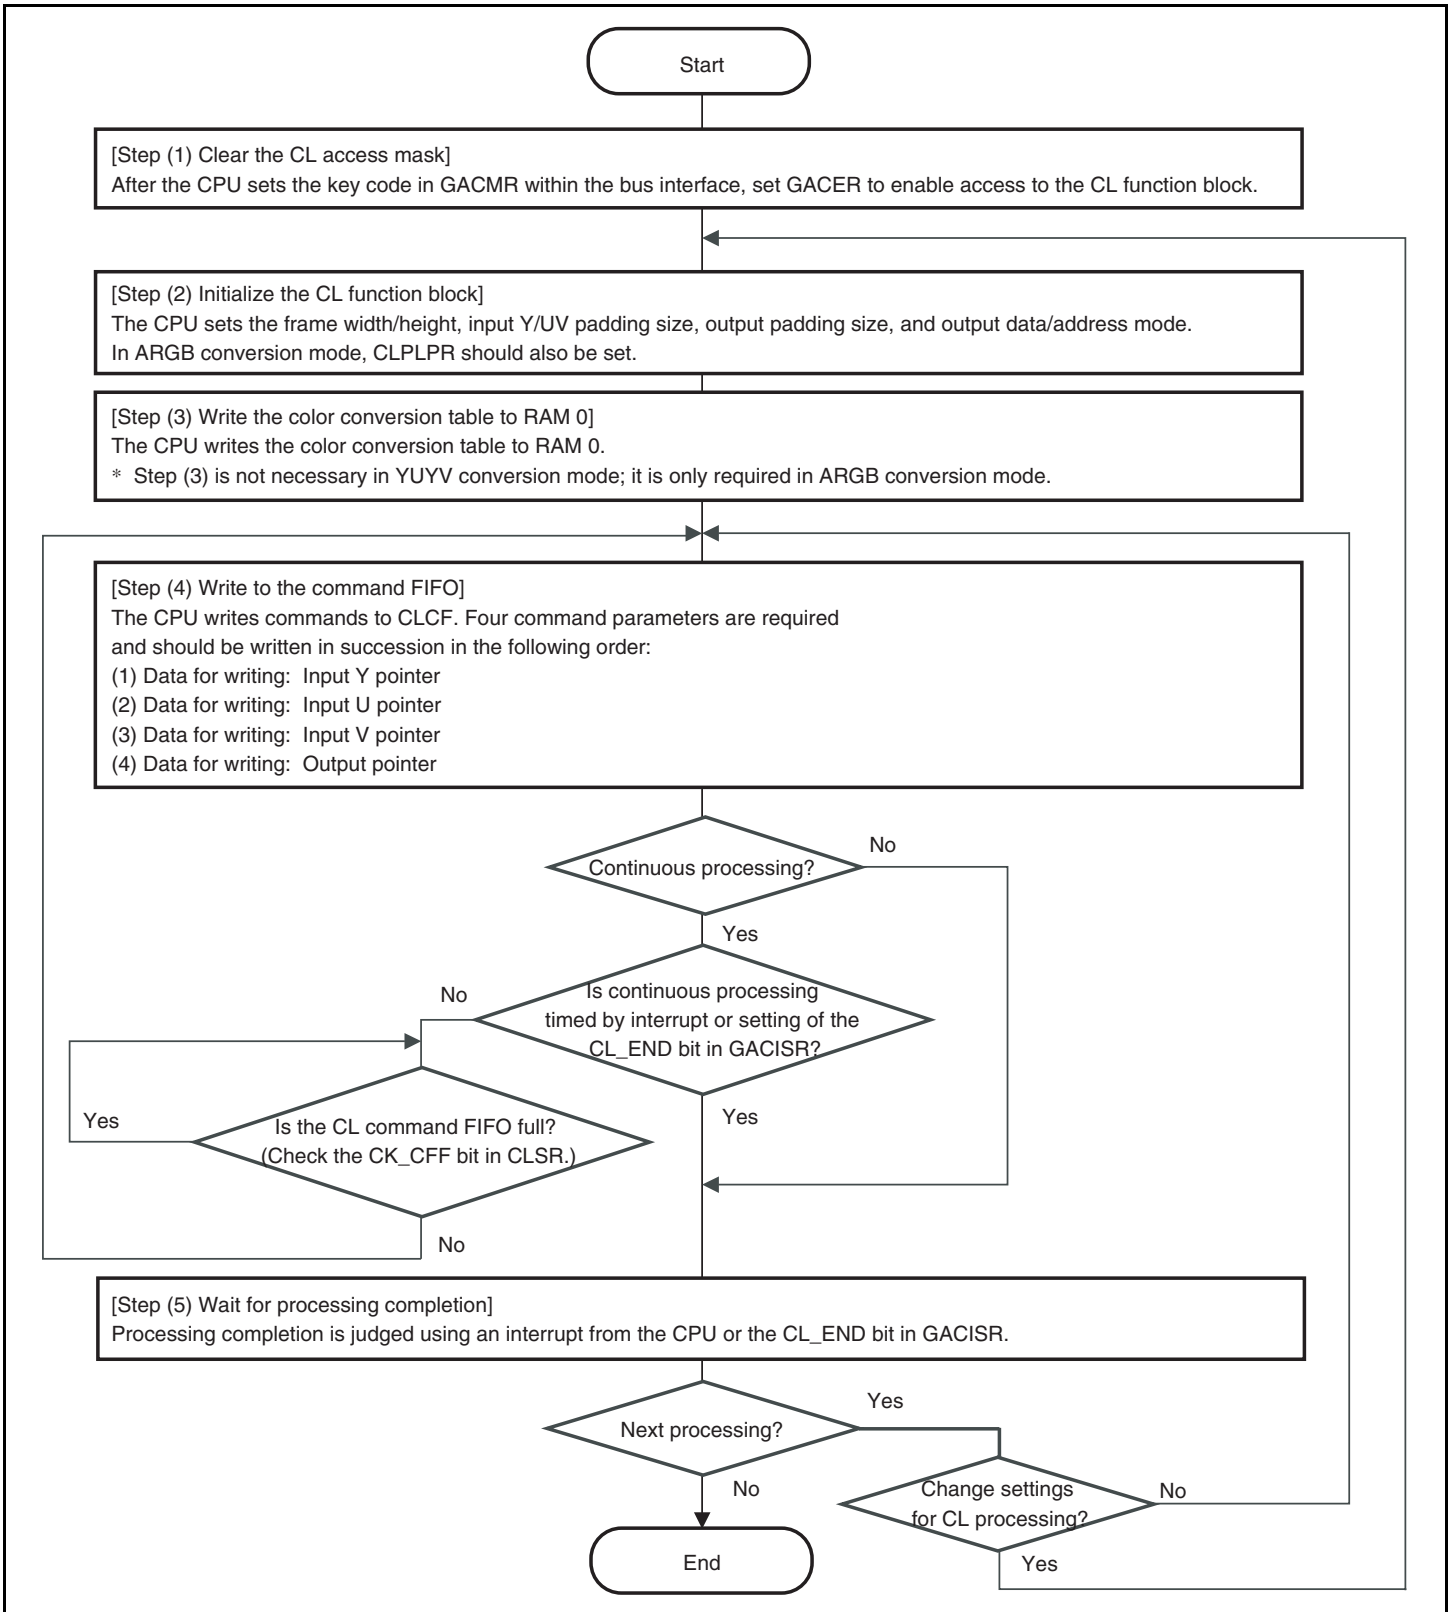 Start
[Step (1) Clear the CL access mask]
After the CPU sets the key code in GACMR within the bus interface, set GACER to enable access to the CL function block.
[Step (2) Initialize the CL function block]
The CPU sets the frame width/height, input Y/UV padding size, output padding size, and output data/address mode.
In ARGB conversion mode, CLPLPR should also be set.
[Step (3) Write the color conversion table to RAM 0]
The CPU writes the color conversion table to RAM 0.
* Step (3) is not necessary in YUYV conversion mode; it is only required in ARGB conversion mode.
[Step (4) Write to the command FIFO]
The CPU writes commands to CLCF. Four command parameters are required
and should be written in succession in the following order:
(1) Data for writing: Input Y pointer
(2) Data for writing: Input U pointer
(3) Data for writing: Input V pointer
(4) Data for writing: Output pointer
Continuous processing?
No
Yes
Is continuous processing
timed by interrupt or setting of the
CL_END bit in GACISR?
No
Yes
Is the CL command FIFO full?
(Check the CK_CFF bit in CLSR.)
Yes
No
[Step (5) Wait for processing completion]
Processing completion is judged using an interrupt from the CPU or the CL_END bit in GACISR.
Next processing?
Yes
No
Change settings
for CL processing?
No
Yes
End